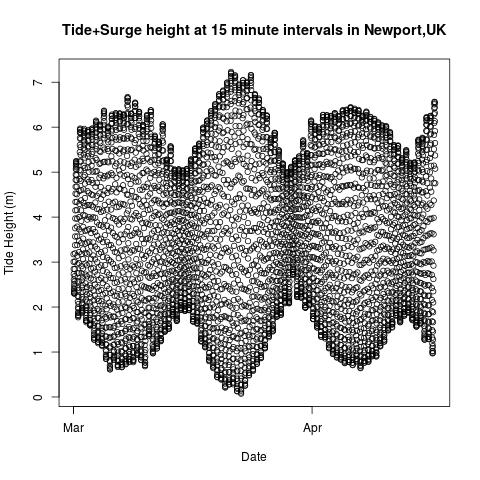 Tide+Surge height at 15 minute intervals in Newport,UK
Tide Height (m)
7
6
5
4
3
2
1
0
Mar
Apr
Date